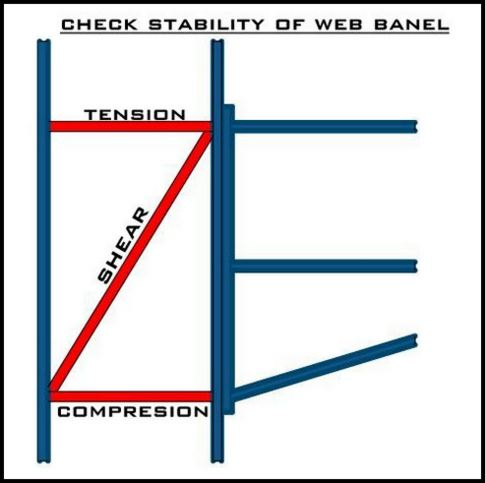 CHECK STABILITY OF WEB BANEL
TENSION
SHEAR
COMPRESION